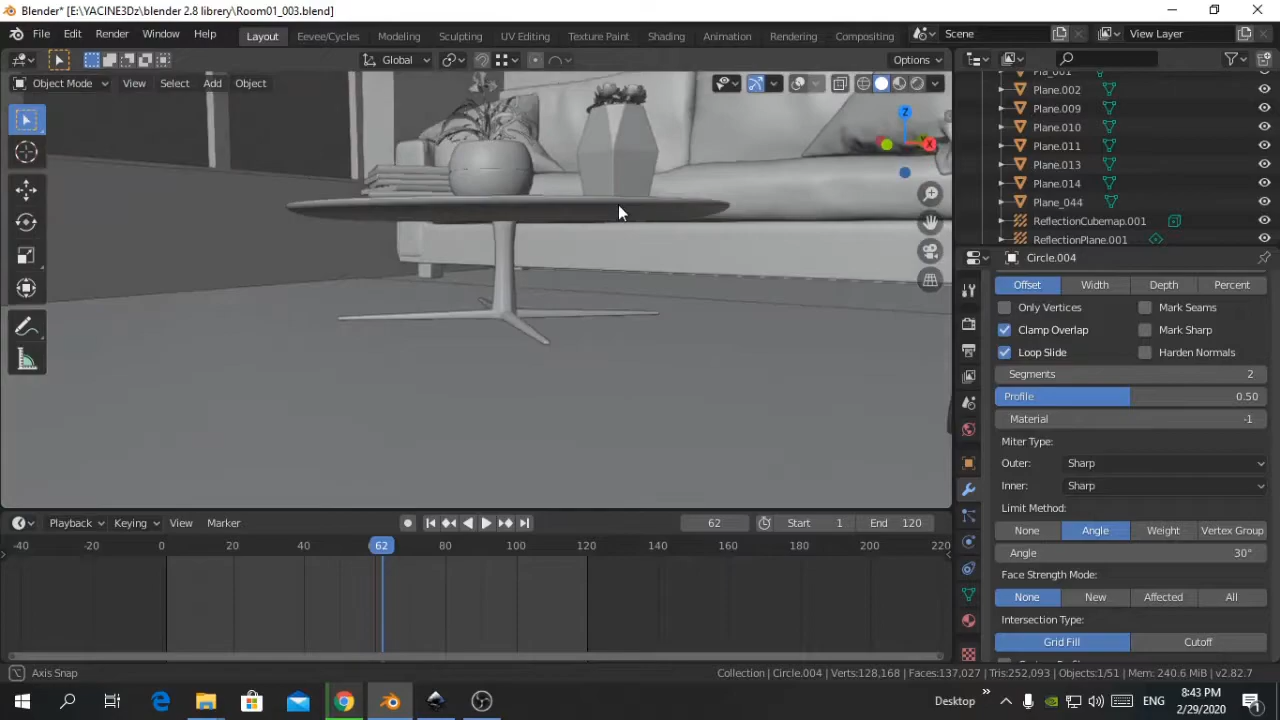 Blender* [E:\YACINE3Dz\blender 2.8 librery\Room01_003.blend]
File Edit Render Window Help Layout Eevee/Cycles Modeling Sculpting UV Editing Texture Paint Shading Animation Rendering Compositing Scene View Layer
Global Options
Object Mode View Select Add Object
Pla_001
Plane.002
Plane.009
Plane.010
Plane.011
Plane.013
Plane.014
Plane_044
ReflectionCubemap.001
ReflectionPlane.001
Z
X
Circle.004
Offset Width Depth Percent
Only Vertices Mark Seams
Clamp Overlap Mark Sharp
Loop Slide Harden Normals
Segments 2
Profile 0.50
Material -1
Miter Type:
Outer: Sharp
Inner: Sharp
Limit Method:
None Angle Weight Vertex Group
Angle 30°
Face Strength Mode:
None New Affected All
Intersection Type:
Grid Fill Cutoff
Playback Keying View Marker 62 Start 1 End 120
-40 -20 0 20 40 62 80 100 120 140 160 180 200 220
Axis Snap Collection | Circle.004 | Verts:128,168 | Faces:137,027 | Tris:252,093 | Objects:1/51 | Mem: 240.6 MiB | v2.82.7
Desktop » ENG 8:43 PM
2/29/2020
1